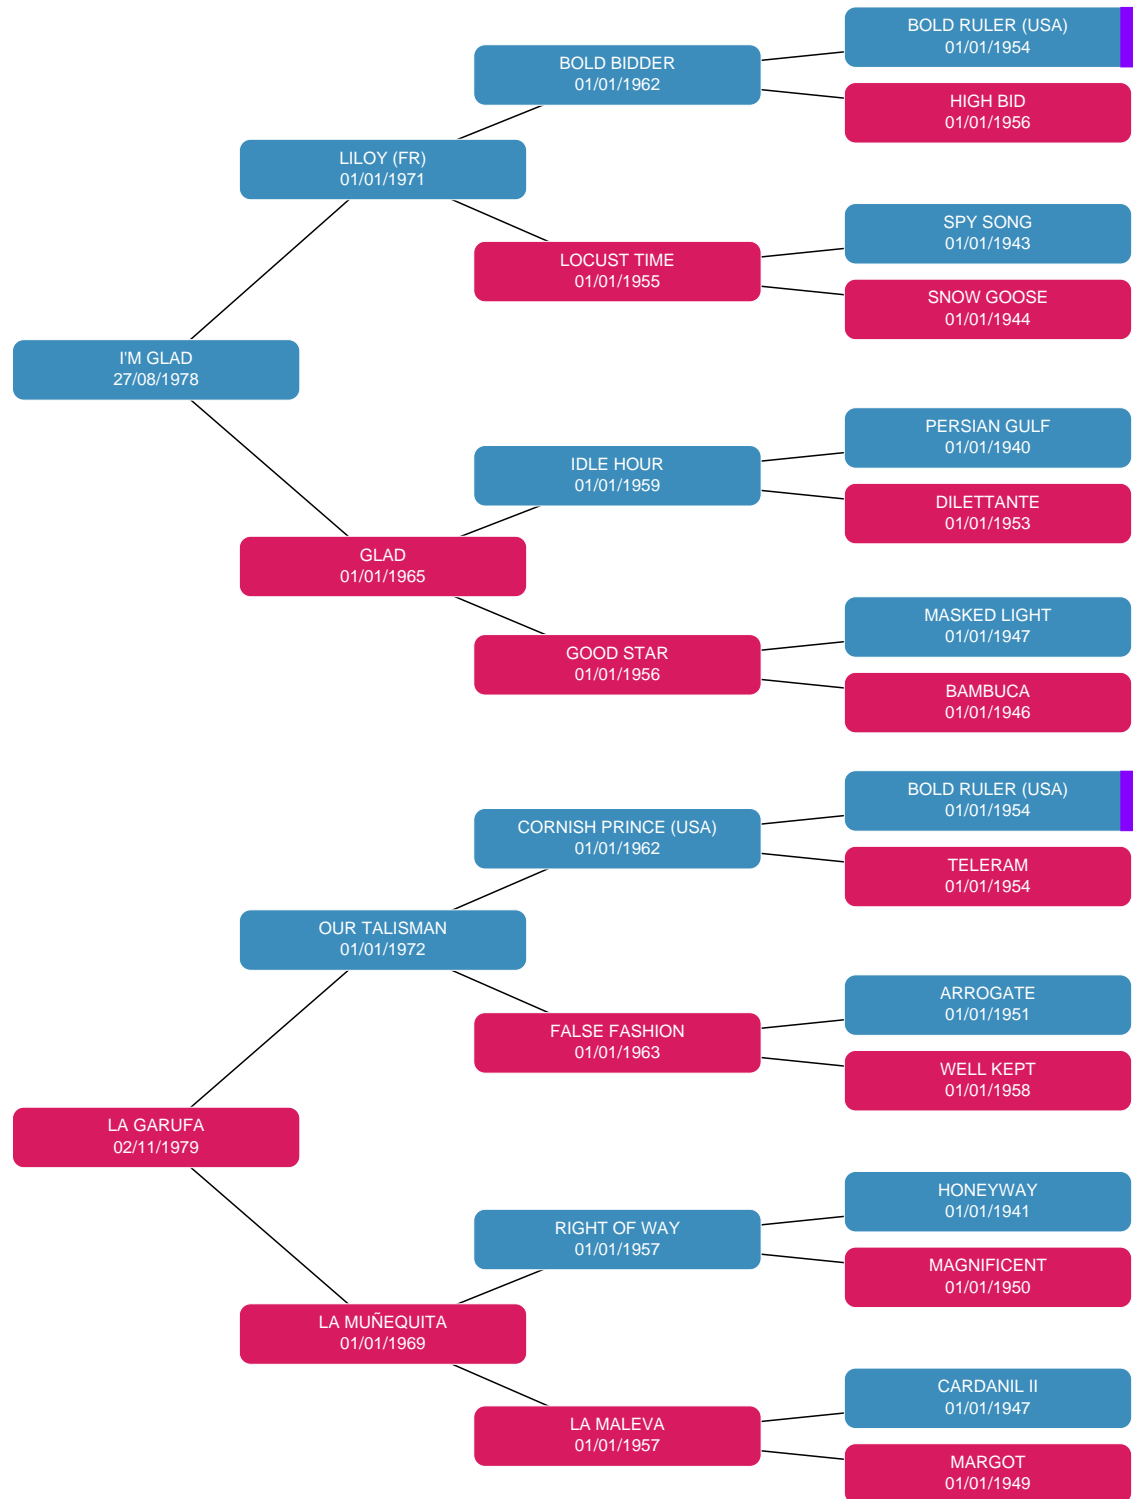 BOLD RULER (USA)
01/01/1954
BOLD BIDDER
01/01/1962
HIGH BID
01/01/1956
LILOY (FR)
01/01/1971
SPY SONG
01/01/1943
LOCUST TIME
01/01/1955
SNOW GOOSE
01/01/1944
I'M GLAD
27/08/1978
PERSIAN GULF
01/01/1940
IDLE HOUR
01/01/1959
DILETTANTE
01/01/1953
GLAD
01/01/1965
MASKED LIGHT
01/01/1947
GOOD STAR
01/01/1956
BAMBUCA
01/01/1946
BOLD RULER (USA)
01/01/1954
CORNISH PRINCE (USA)
01/01/1962
TELERAM
01/01/1954
OUR TALISMAN
01/01/1972
ARROGATE
01/01/1951
FALSE FASHION
01/01/1963
WELL KEPT
01/01/1958
LA GARUFA
02/11/1979
HONEYWAY
01/01/1941
RIGHT OF WAY
01/01/1957
MAGNIFICENT
01/01/1950
LA MUÑEQUITA
01/01/1969
CARDANIL II
01/01/1947
LA MALEVA
01/01/1957
MARGOT
01/01/1949